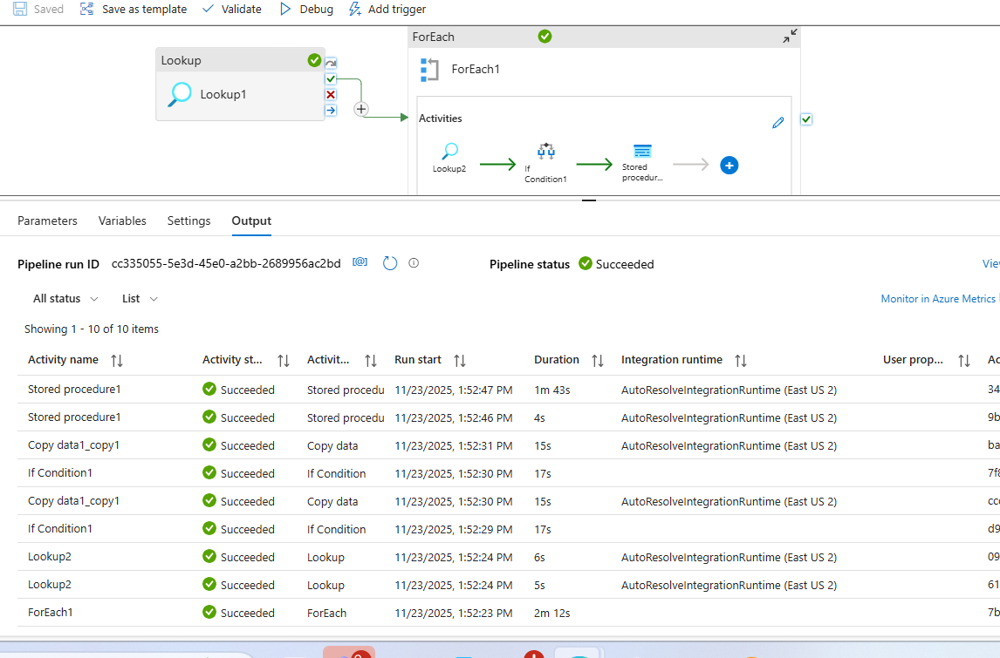 Saved Save as template Validate Debug Add trigger
ForEach
Lookup
ForEach1
Lookup1
Activities
Lookup2
If
Condition1
Stored
procedur...
Parameters Variables Settings Output
Pipeline run ID cc335055-5e3d-45e0-a2bb-2689956ac2bd Pipeline status Succeeded Vie
All status List Monitor in Azure Metrics
Showing 1 - 10 of 10 items
Activity name Activity st... Activit... Run start Duration Integration runtime User prop... Ac
Stored procedure1 Succeeded Stored procedu 11/23/2025, 1:52:47 PM 1m 43s AutoResolveIntegrationRuntime (East US 2) 34
Stored procedure1 Succeeded Stored procedu 11/23/2025, 1:52:46 PM 4s AutoResolveIntegrationRuntime (East US 2) 9b
Copy data1_copy1 Succeeded Copy data 11/23/2025, 1:52:31 PM 15s AutoResolveIntegrationRuntime (East US 2) ba
If Condition1 Succeeded If Condition 11/23/2025, 1:52:30 PM 17s 7f8
Copy data1_copy1 Succeeded Copy data 11/23/2025, 1:52:30 PM 15s AutoResolveIntegrationRuntime (East US 2) cc
If Condition1 Succeeded If Condition 11/23/2025, 1:52:29 PM 17s d9
Lookup2 Succeeded Lookup 11/23/2025, 1:52:24 PM 6s AutoResolveIntegrationRuntime (East US 2) 09
Lookup2 Succeeded Lookup 11/23/2025, 1:52:24 PM 5s AutoResolveIntegrationRuntime (East US 2) 61
ForEach1 Succeeded ForEach 11/23/2025, 1:52:23 PM 2m 12s 7b